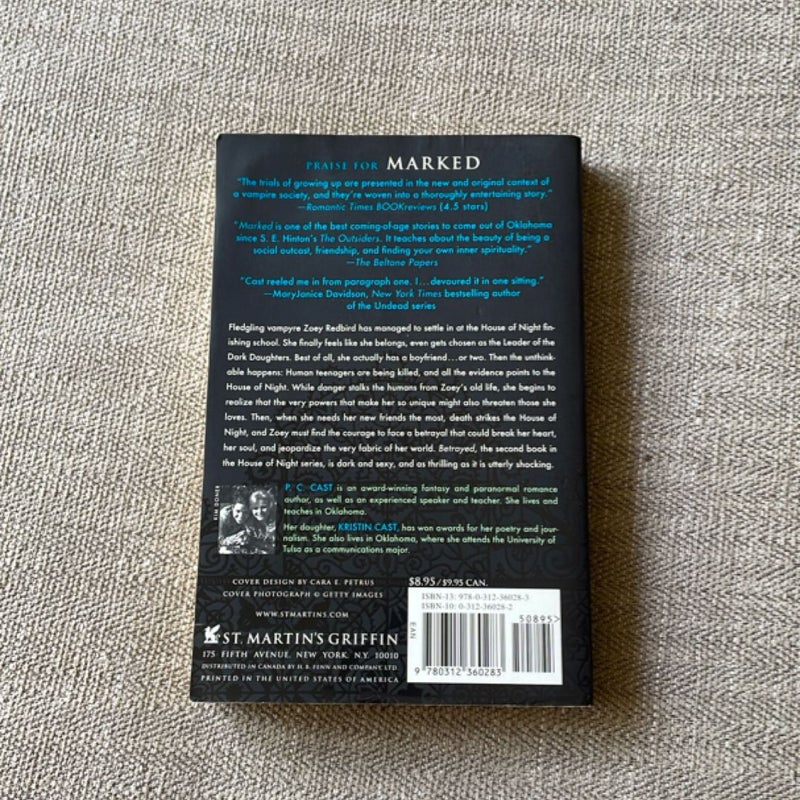 PRAISE FOR MARKED
"The trials of growing up are presented in the new and original context of
a vampire society, and they're woven into a thoroughly entertaining story."
—Romantic Times BOOKreviews (4.5 stars)
"Marked is one of the best coming-of-age stories to come out of Oklahoma
since S. E. Hinton's The Outsiders. It teaches about the beauty of being a
social outcast, friendship, and finding your own inner spirituality."
—The Beltane Papers
"Cast reeled me in from paragraph one. I...devoured it in one sitting."
—MaryJanice Davidson, New York Times bestselling author
of the Undead series
Fledgling vampyre Zoey Redbird has managed to settle in at the House of Night fin-
ishing school. She finally feels like she belongs, even gets chosen as the Leader of the
Dark Daughters. Best of all, she actually has a boyfriend...or two. Then the unthink-
able happens: Human teenagers are being killed, and all the evidence points to the
House of Night. While danger stalks the humans from Zoey's old life, she begins to
realize that the very powers that make her so unique might also threaten those she
loves. Then, when she needs her new friends the most, death strikes the House of
Night, and Zoey must find the courage to face a betrayal that could break her heart,
her soul, and jeopardize the very fabric of her world. Betrayed, the second book in
the House of Night series, is dark and sexy, and as thrilling as it is utterly shocking.
KIM DONER
P. C. CAST is an award-winning fantasy and paranormal romance
author, as well as an experienced speaker and teacher. She lives and
teaches in Oklahoma.
Her daughter, KRISTIN CAST, has won awards for her poetry and jour-
nalism. She also lives in Oklahoma, where she attends the University of
Tulsa as a communications major.
COVER DESIGN BY CARA E. PETRUS
COVER PHOTOGRAPH © GETTY IMAGES
WWW.STMARTINS.COM
ST. MARTIN'S GRIFFIN
175 FIFTH AVENUE, NEW YORK, N.Y. 10010
DISTRIBUTED IN CANADA BY H. B. FENN AND COMPANY, LTD.
PRINTED IN THE UNITED STATES OF AMERICA
$8.95/$9.95 CAN.
ISBN-13: 978-0-312-36028-3
ISBN-10: 0-312-36028-2
50895>
EAN
9 780312 360283